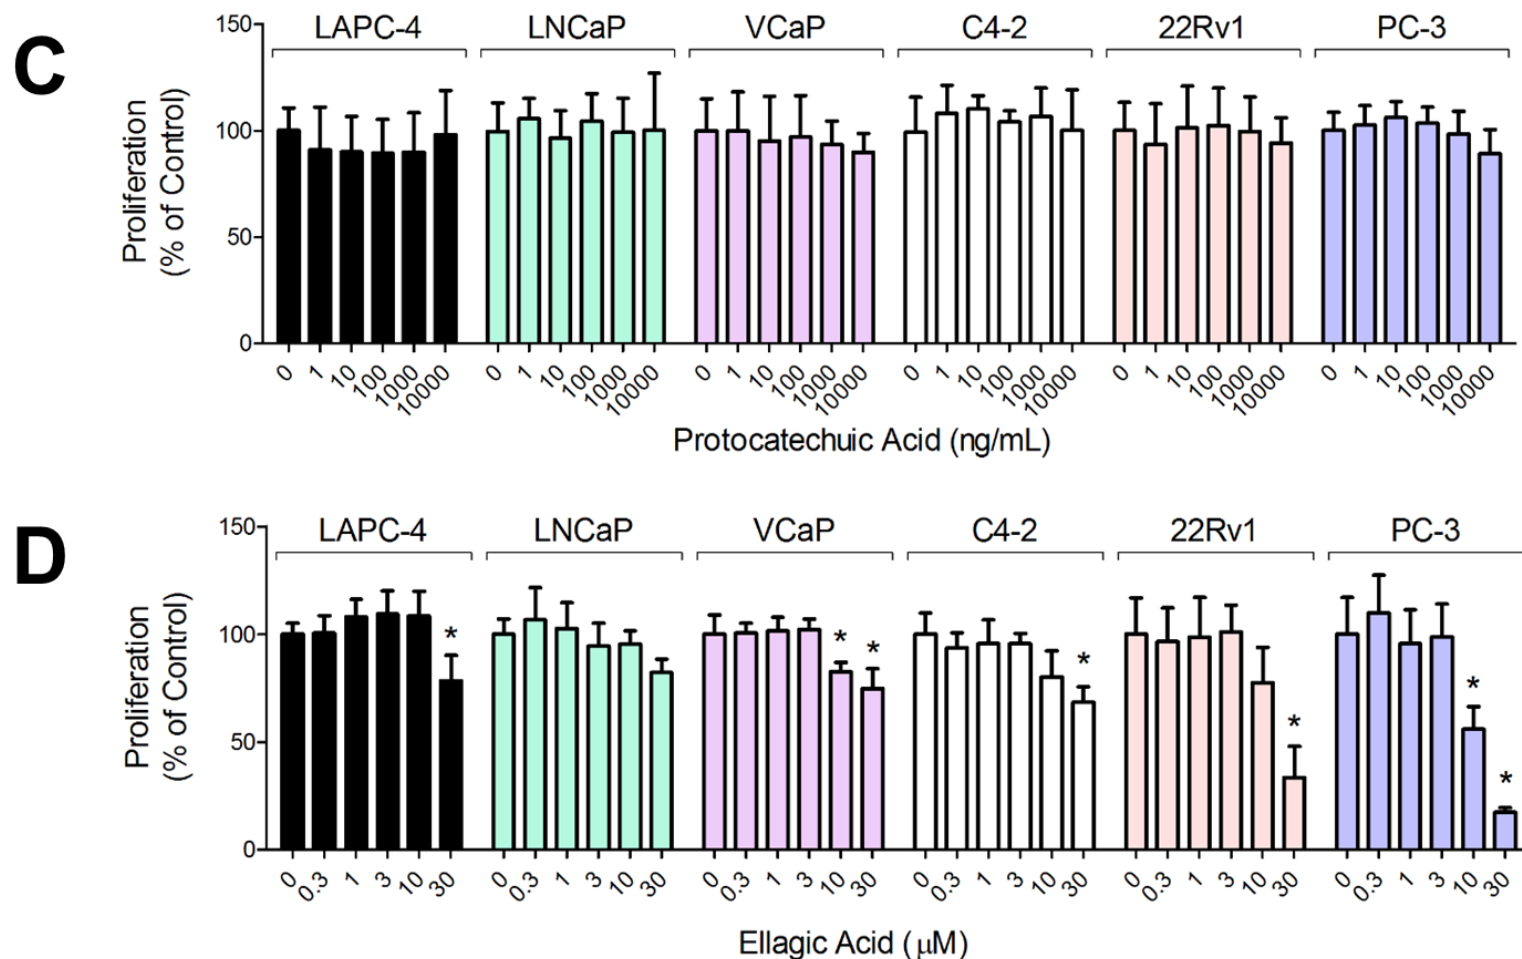 C
LAPC-4 LNCaP VCaP C4-2 22Rv1 PC-3
150
100
50
0
Proliferation
(% of Control)
0 1 10 100 1000 10000 0 1 10 100 1000 10000 0 1 10 100 1000 10000 0 1 10 100 1000 10000 0 1 10 100 1000 10000 0 1 10 100 1000 10000
Protocatechuic Acid (ng/mL)
D
LAPC-4 LNCaP VCaP C4-2 22Rv1 PC-3
150
100
50
0
Proliferation
(% of Control)
* * * * * * *
0 0.3 1 3 10 30 0 0.3 1 3 10 30 0 0.3 1 3 10 30 0 0.3 1 3 10 30 0 0.3 1 3 10 30 0 0.3 1 3 10 30
Ellagic Acid (μM)